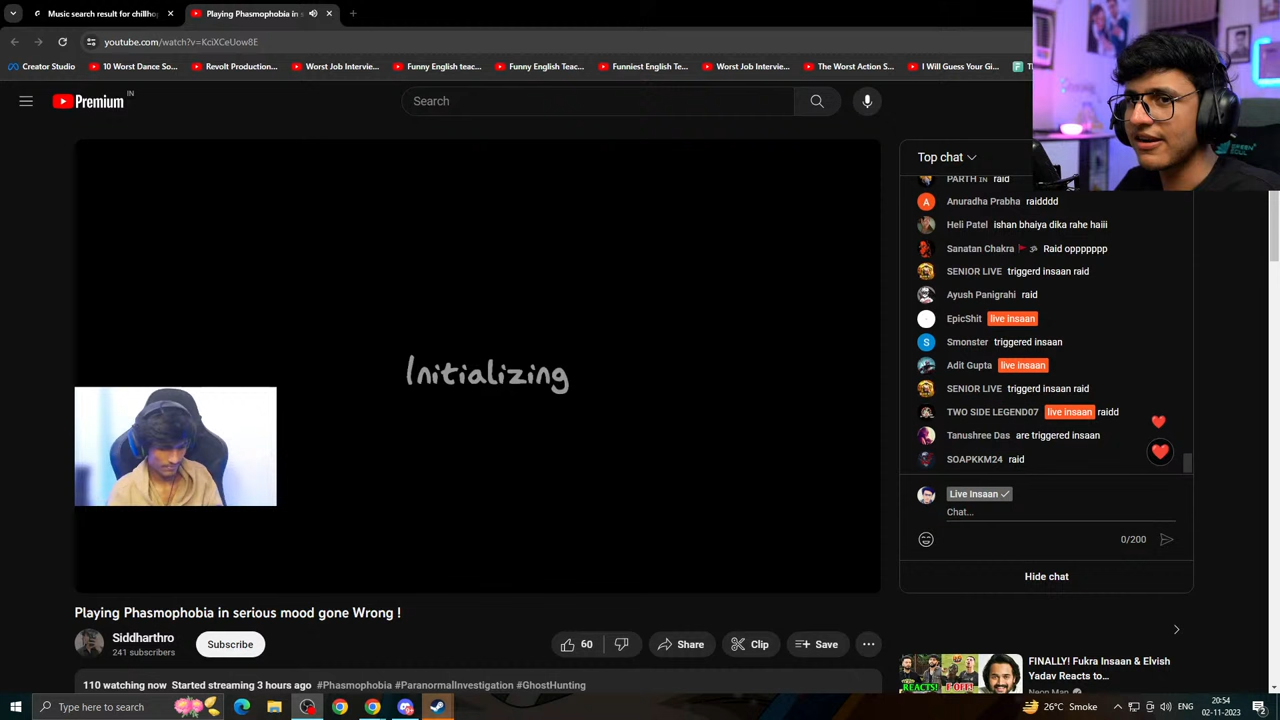 Music search result for chillho
Playing Phasmophobia in s
youtube.com/watch?v=KciXCeUow8E
Creator Studio
10 Worst Dance So...
Revolt Production...
Worst Job Intervie...
Funny English Teac...
Funny English Teac...
Funniest English Te...
Worst Job Intervie...
The Worst Action S...
I Will Guess Your Gi...
Premium IN
Search
Top chat
PARTH IN raid
Anuradha Prabha raidddd
Heli Patel ishan bhaiya dika rahe haiii
Sanatan Chakra 🚩 ॐ Raid oppppppp
SENIOR LIVE triggerd insaan raid
Ayush Panigrahi raid
EpicShit live insaan
Smonster triggered insaan
Adit Gupta live insaan
SENIOR LIVE triggerd insaan raid
TWO SIDE LEGEND07 live insaan raidd
Tanushree Das are triggered insaan
SOAPKKM24 raid
Initializing
Live Insaan
Chat...
0/200
Hide chat
Playing Phasmophobia in serious mood gone Wrong !
Siddharthro
241 subscribers
Subscribe
60
Share
Clip
Save
110 watching now Started streaming 3 hours ago #Phasmophobia #ParanormalInvestigation #GhostHunting
FINALLY! Fukra Insaan & Elvish
Yadav Reacts to...
Neon Man
REACTS!
Type here to search
26°C Smoke
ENG
20:54
02-11-2023
2